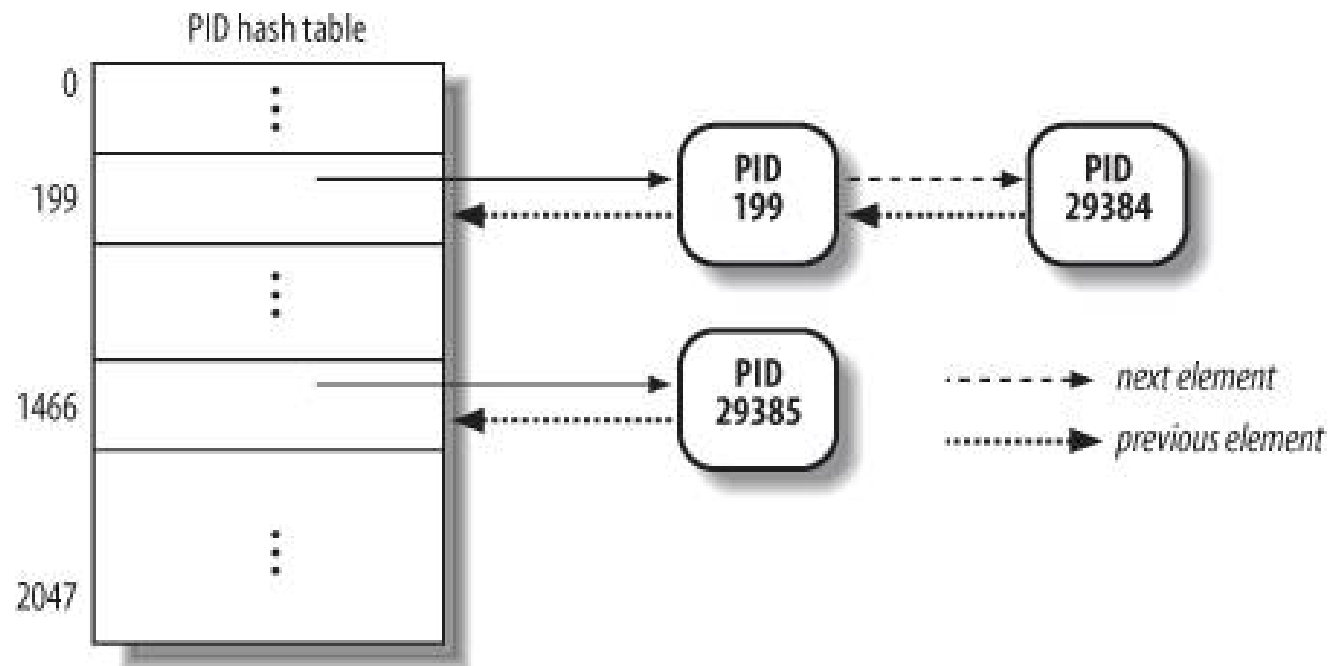 PID hash table
0
199
1466
2047
PID
199
PID
29384
PID
29385
next element
previous element